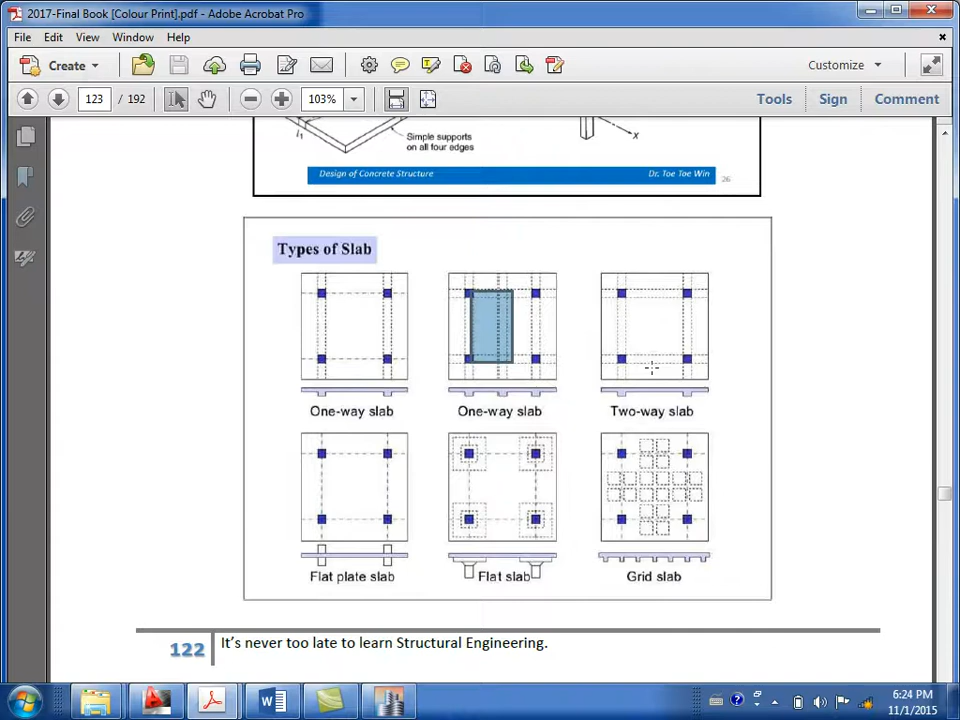 2017-Final Book [Colour Print].pdf - Adobe Acrobat Pro
File Edit View Window Help
Create Customize
123 / 192 103% Tools Sign Comment
l1
Simple supports
on all four edges
x
Design of Concrete Structure Dr. Toe Toe Win 26
Types of Slab
One-way slab One-way slab Two-way slab
Flat plate slab Flat slab Grid slab
122 It's never too late to learn Structural Engineering.
6:24 PM
11/1/2015